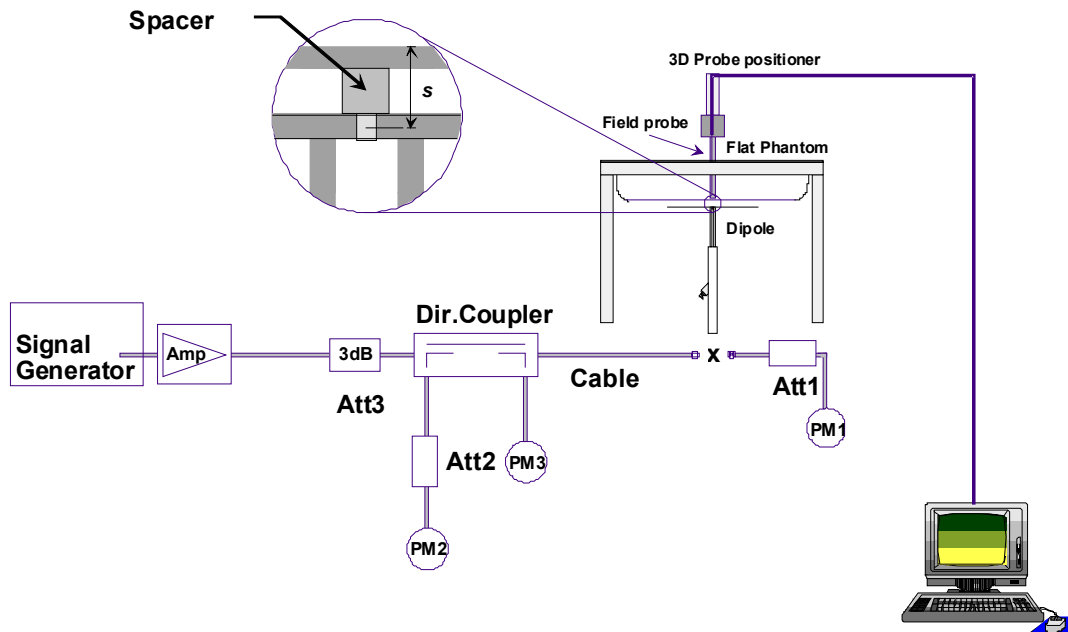 Spacer
s
3D Probe positioner
Field probe
Flat Phantom
Dipole
Signal
Generator
Amp
3dB
Att3
Dir.Coupler
Cable
x
Att1
PM1
Att2
PM3
PM2